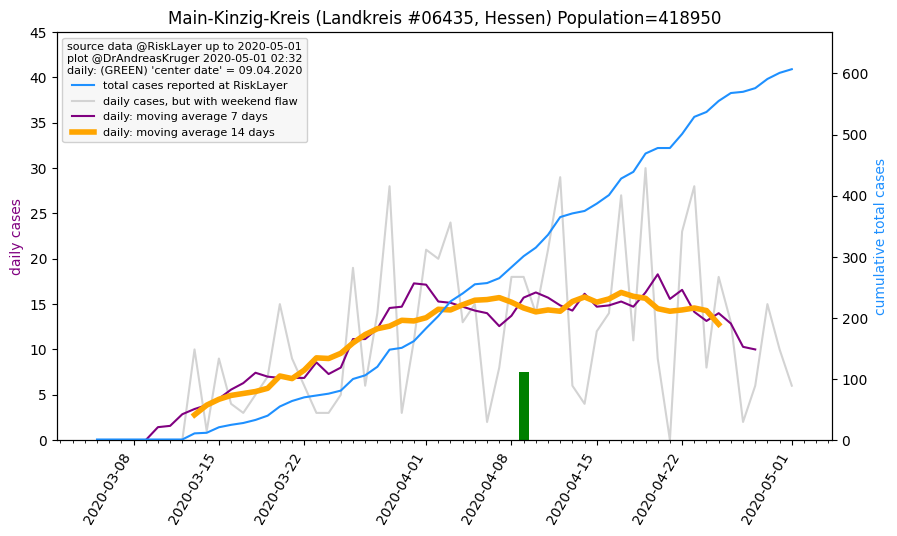 Main-Kinzig-Kreis (Landkreis #06435, Hessen) Population=418950
source data @RiskLayer up to 2020-05-01
plot @DrAndreasKruger 2020-05-01 02:32
daily: (GREEN) 'center date' = 09.04.2020
total cases reported at RiskLayer
daily cases, but with weekend flaw
daily: moving average 7 days
daily: moving average 14 days
daily cases
45
40
35
30
25
20
15
10
5
0
cumulative total cases
600
500
400
300
200
100
0
2020-03-08
2020-03-15
2020-03-22
2020-04-01
2020-04-08
2020-04-15
2020-04-22
2020-05-01